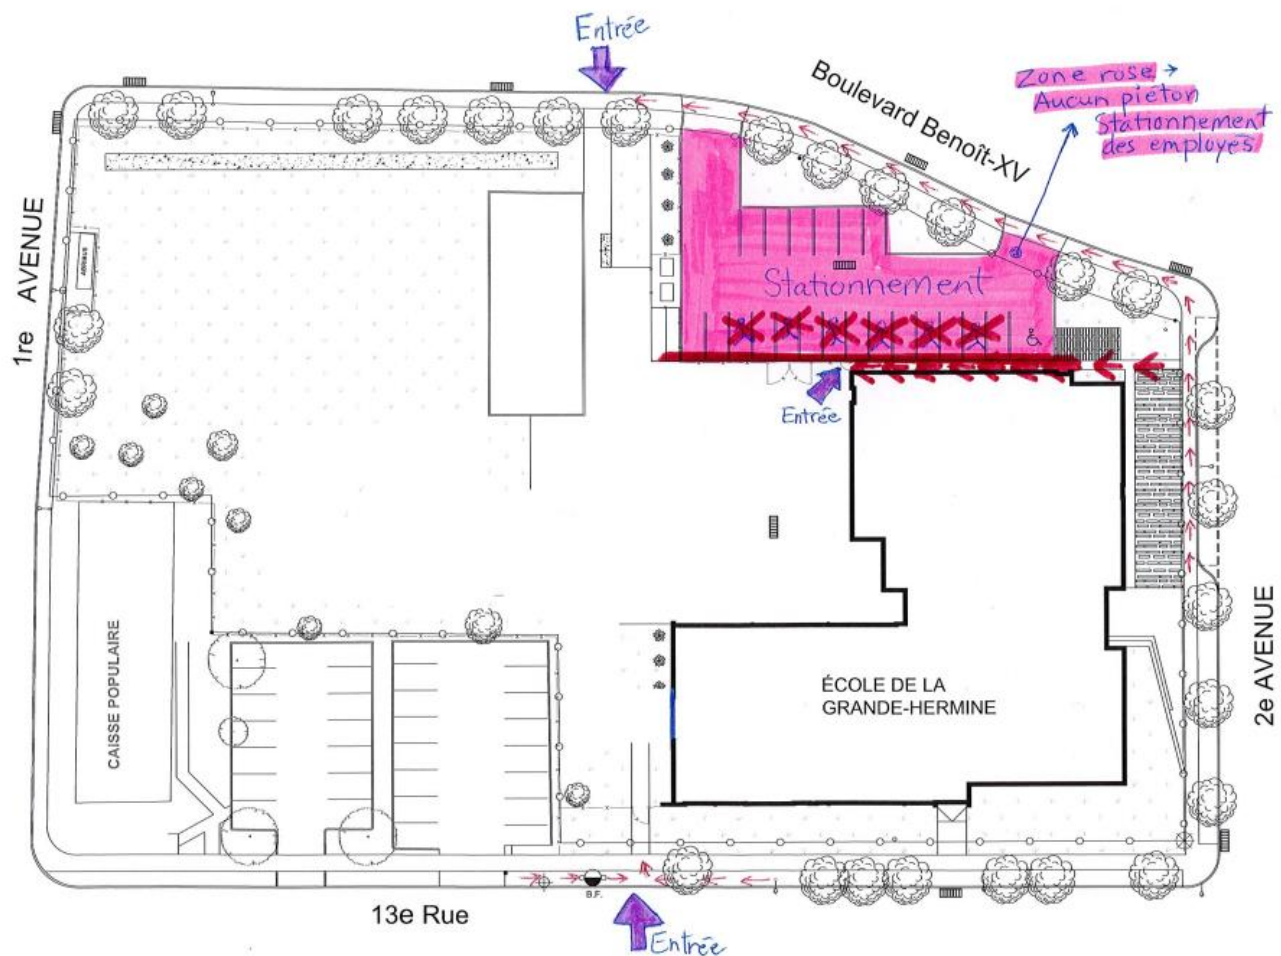 Entrée
Boulevard Benoît-XV
Zone rose →
Aucun piéton
Stationnement
des employés
1re AVENUE
ABRIBUS
Stationnement
Entrée
CAISSE POPULAIRE
ÉCOLE DE LA
GRANDE-HERMINE
2e AVENUE
B.F.
13e Rue
Entrée